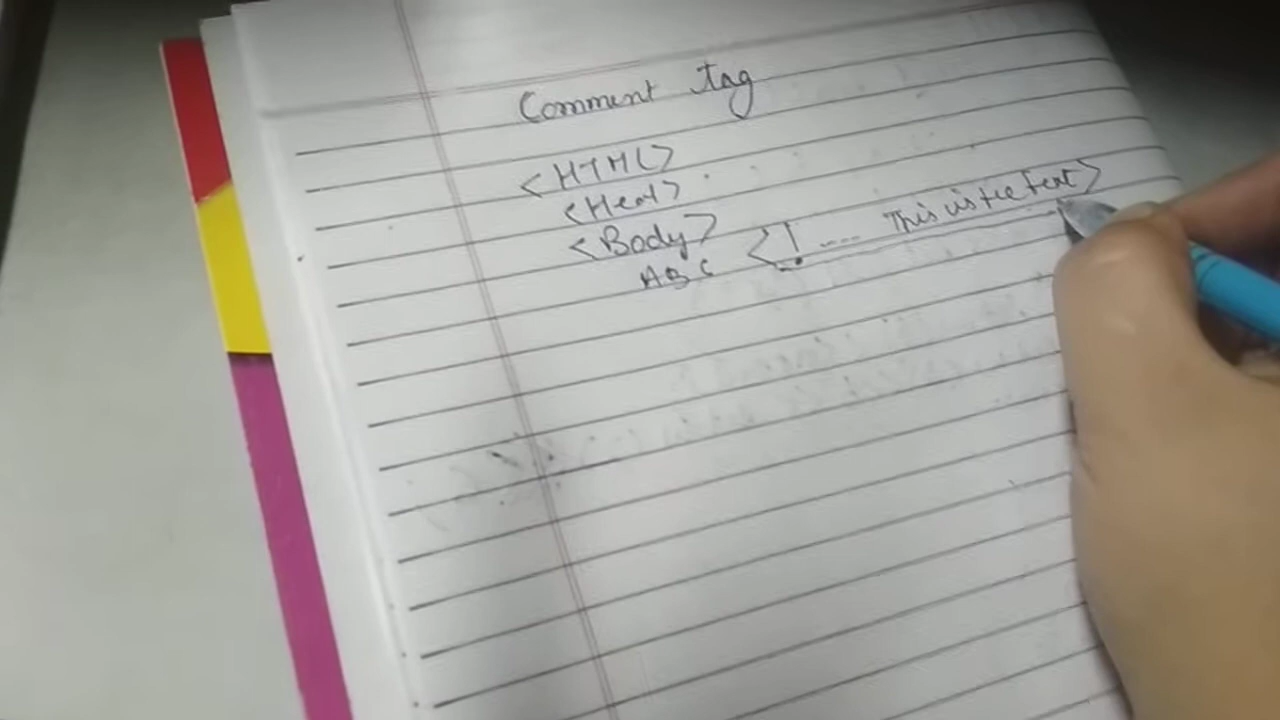 Comment tag
<HTML>
<Head>
<Body>
ABC <! .... This is the Text>